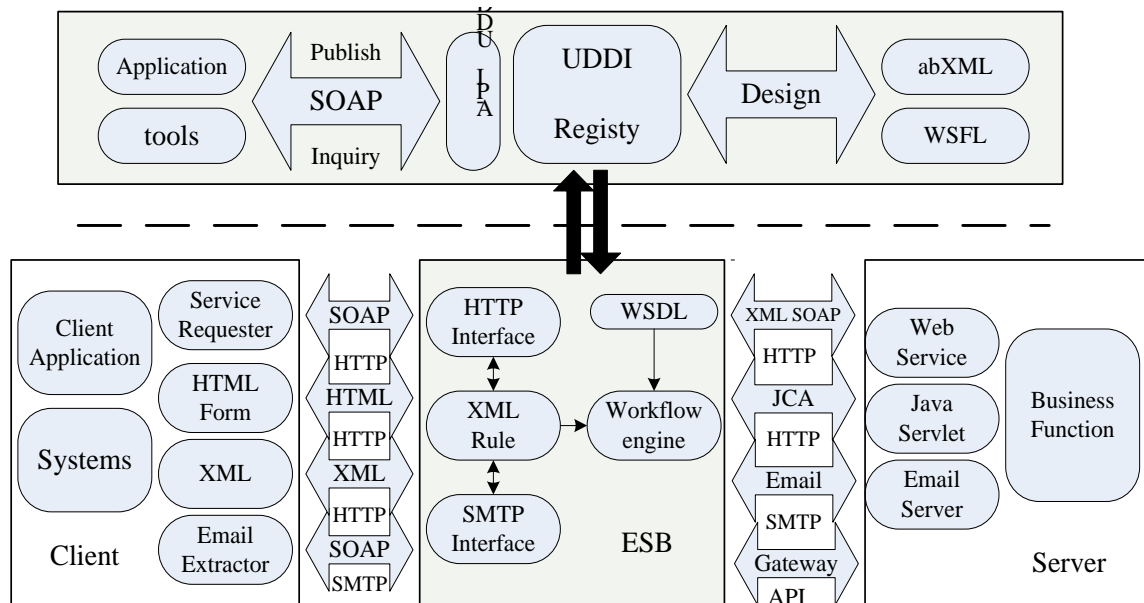 Application
tools
Publish
SOAP
Inquiry
UDDI
Registy
Design
abXML
WSFL
Client
Application
Systems
Client
Service
Requester
HTML
Form
XML
Email
Extractor
SOAP
HTTP
HTML
HTTP
XML
HTTP
SOAP
SMTP
HTTP
Interface
XML
Rule
SMTP
Interface
WSDL
Workflow
engine
ESB
XML SOAP
HTTP
JCA
HTTP
Email
SMTP
Gateway
API
Web
Service
Java
Servlet
Email
Server
Business
Function
Server